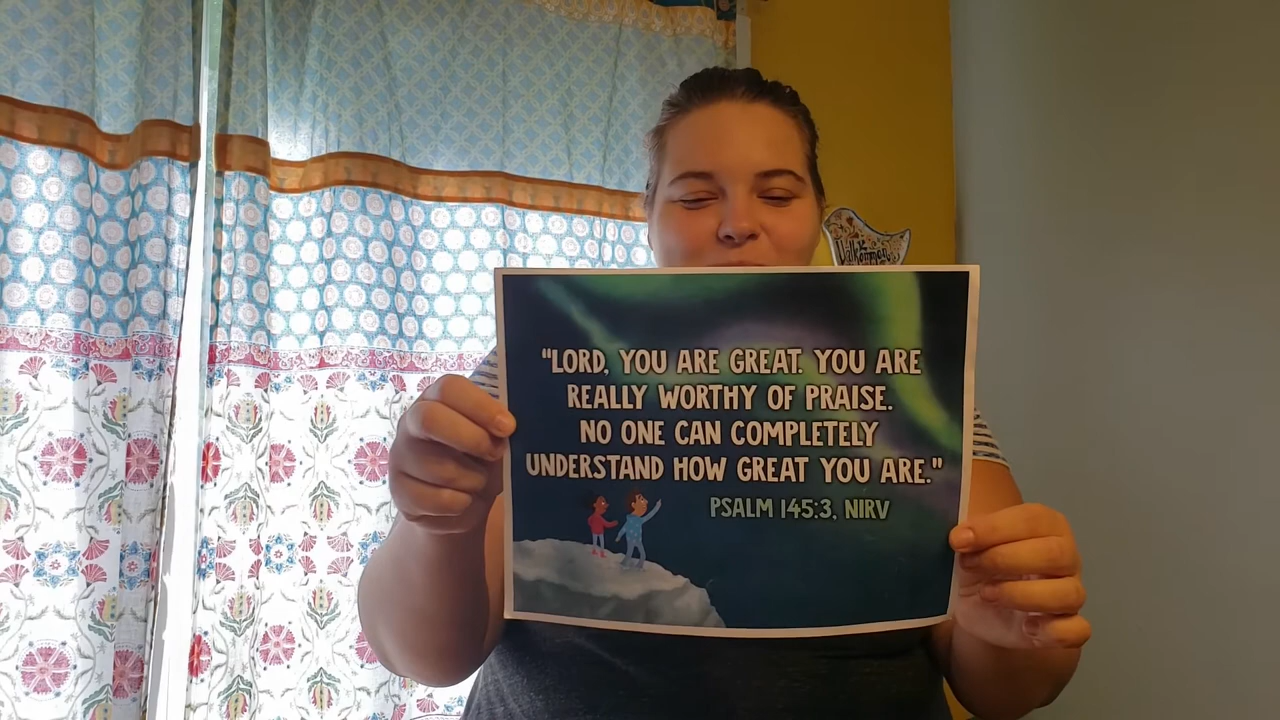 Välkommen
"LORD, YOU ARE GREAT. YOU ARE
REALLY WORTHY OF PRAISE.
NO ONE CAN COMPLETELY
UNDERSTAND HOW GREAT YOU ARE."
PSALM 145:3, NIRV